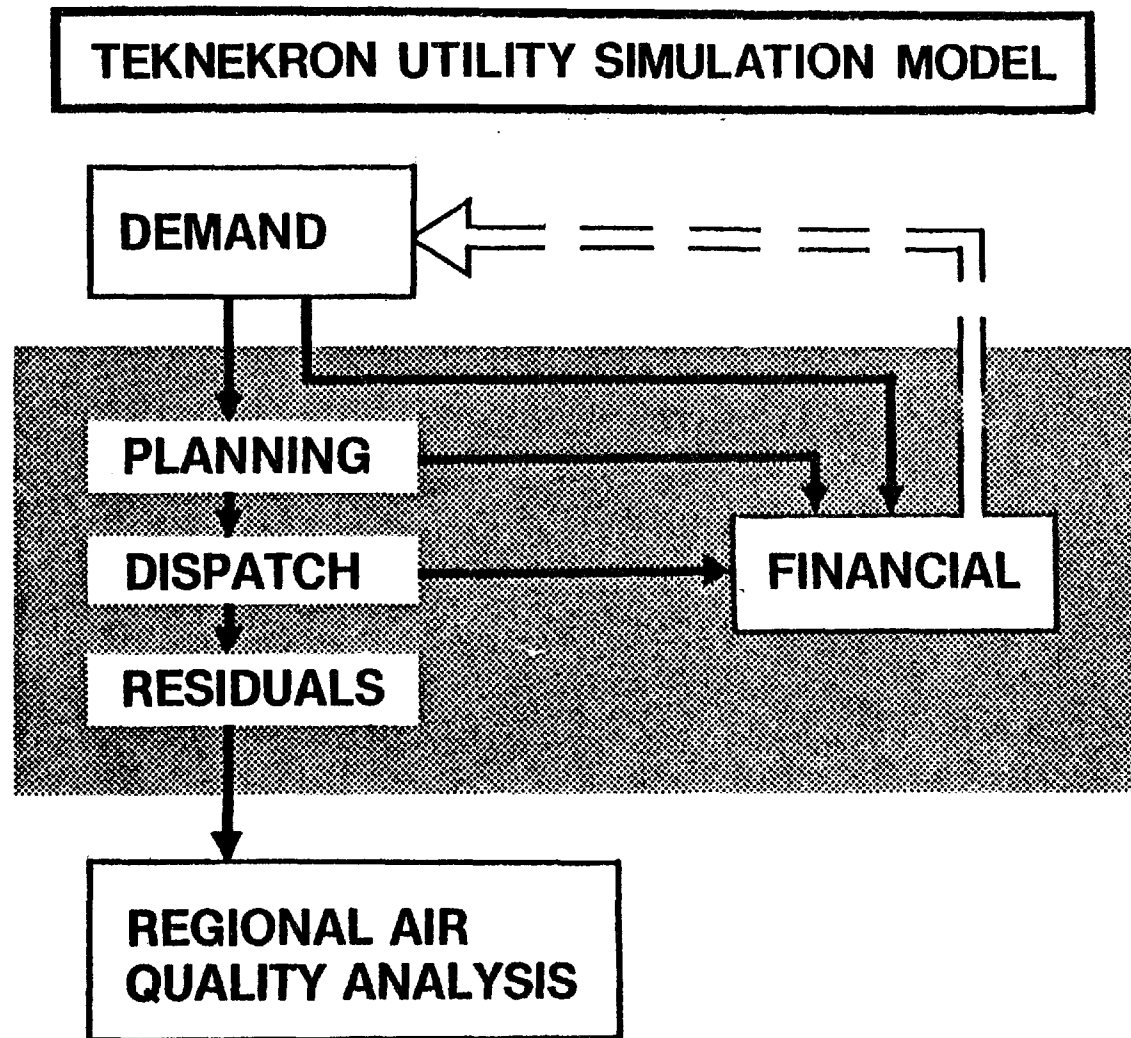 TEKNEKRON UTILITY SIMULATION MODEL
DEMAND
PLANNING
DISPATCH
FINANCIAL
RESIDUALS
REGIONAL AIR
QUALITY ANALYSIS